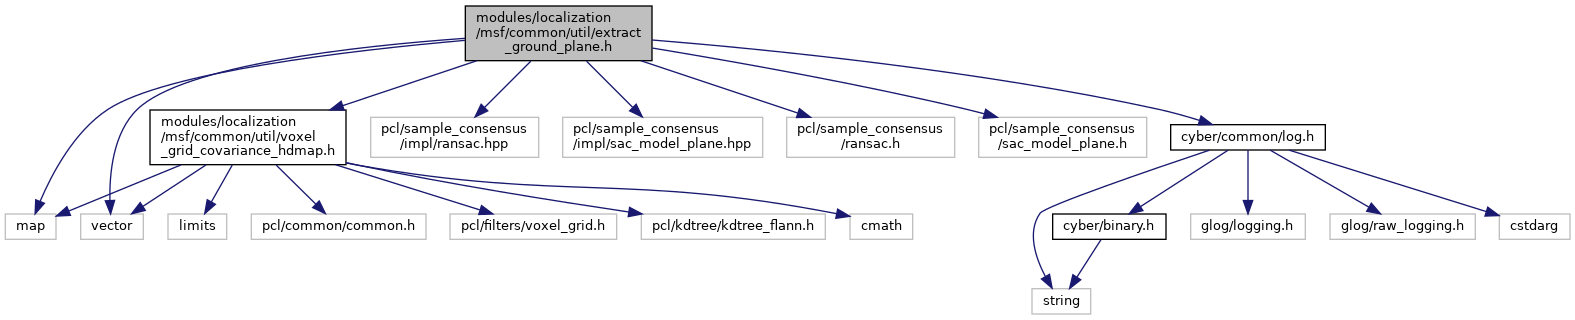 modules/localization
/msf/common/util/extract
_ground_plane.h
modules/localization
/msf/common/util/voxel
_grid_covariance_hdmap.h
pcl/sample_consensus
/impl/ransac.hpp
pcl/sample_consensus
/impl/sac_model_plane.hpp
pcl/sample_consensus
/ransac.h
pcl/sample_consensus
/sac_model_plane.h
cyber/common/log.h
map
vector
limits
pcl/common/common.h
pcl/filters/voxel_grid.h
pcl/kdtree/kdtree_flann.h
cmath
cyber/binary.h
glog/logging.h
glog/raw_logging.h
cstdarg
string